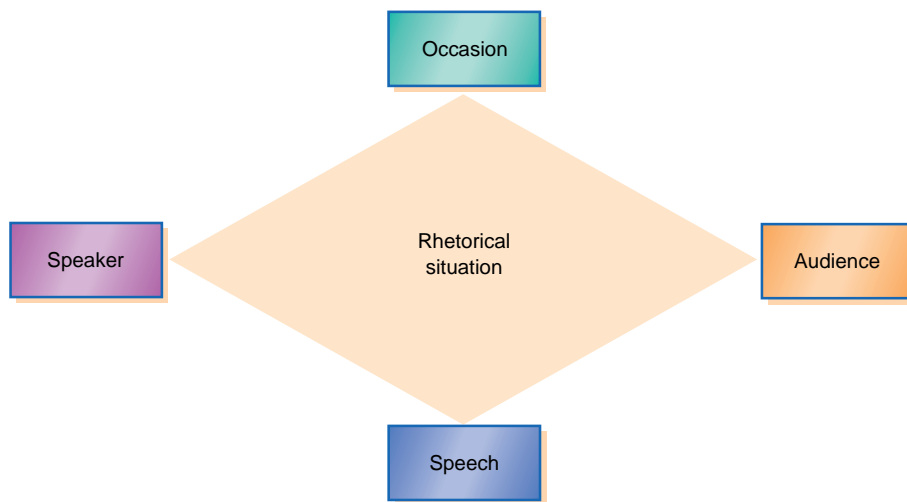 Occasion
Speaker
Rhetorical
situation
Audience
Speech